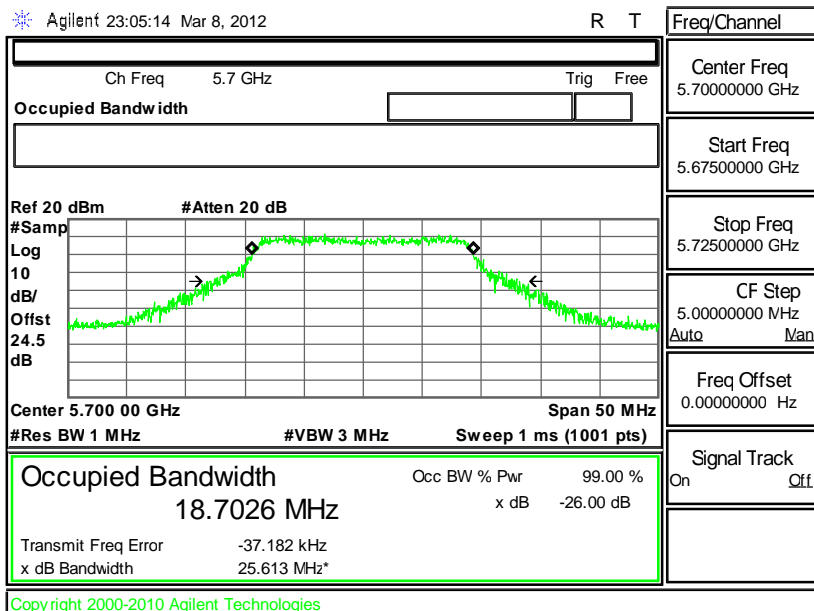 Agilent 23:05:14 Mar 8, 2012 R T
Ch Freq 5.7 GHz Trig Free
Occupied Bandwidth
Ref 20 dBm #Atten 20 dB
#Samp
Log
10
dB/
Offst
24.5
dB
Center 5.700 00 GHz Span 50 MHz
#Res BW 1 MHz #VBW 3 MHz Sweep 1 ms (1001 pts)
Occupied Bandwidth
18.7026 MHz
Occ BW % Pwr 99.00 %
x dB -26.00 dB
Transmit Freq Error -37.182 kHz
x dB Bandwidth 25.613 MHz*
Copyright 2000-2010 Agilent Technologies
Freq/Channel
Center Freq
5.70000000 GHz
Start Freq
5.67500000 GHz
Stop Freq
5.72500000 GHz
CF Step
5.00000000 MHz
Auto Man
Freq Offset
0.00000000 Hz
Signal Track
On Off